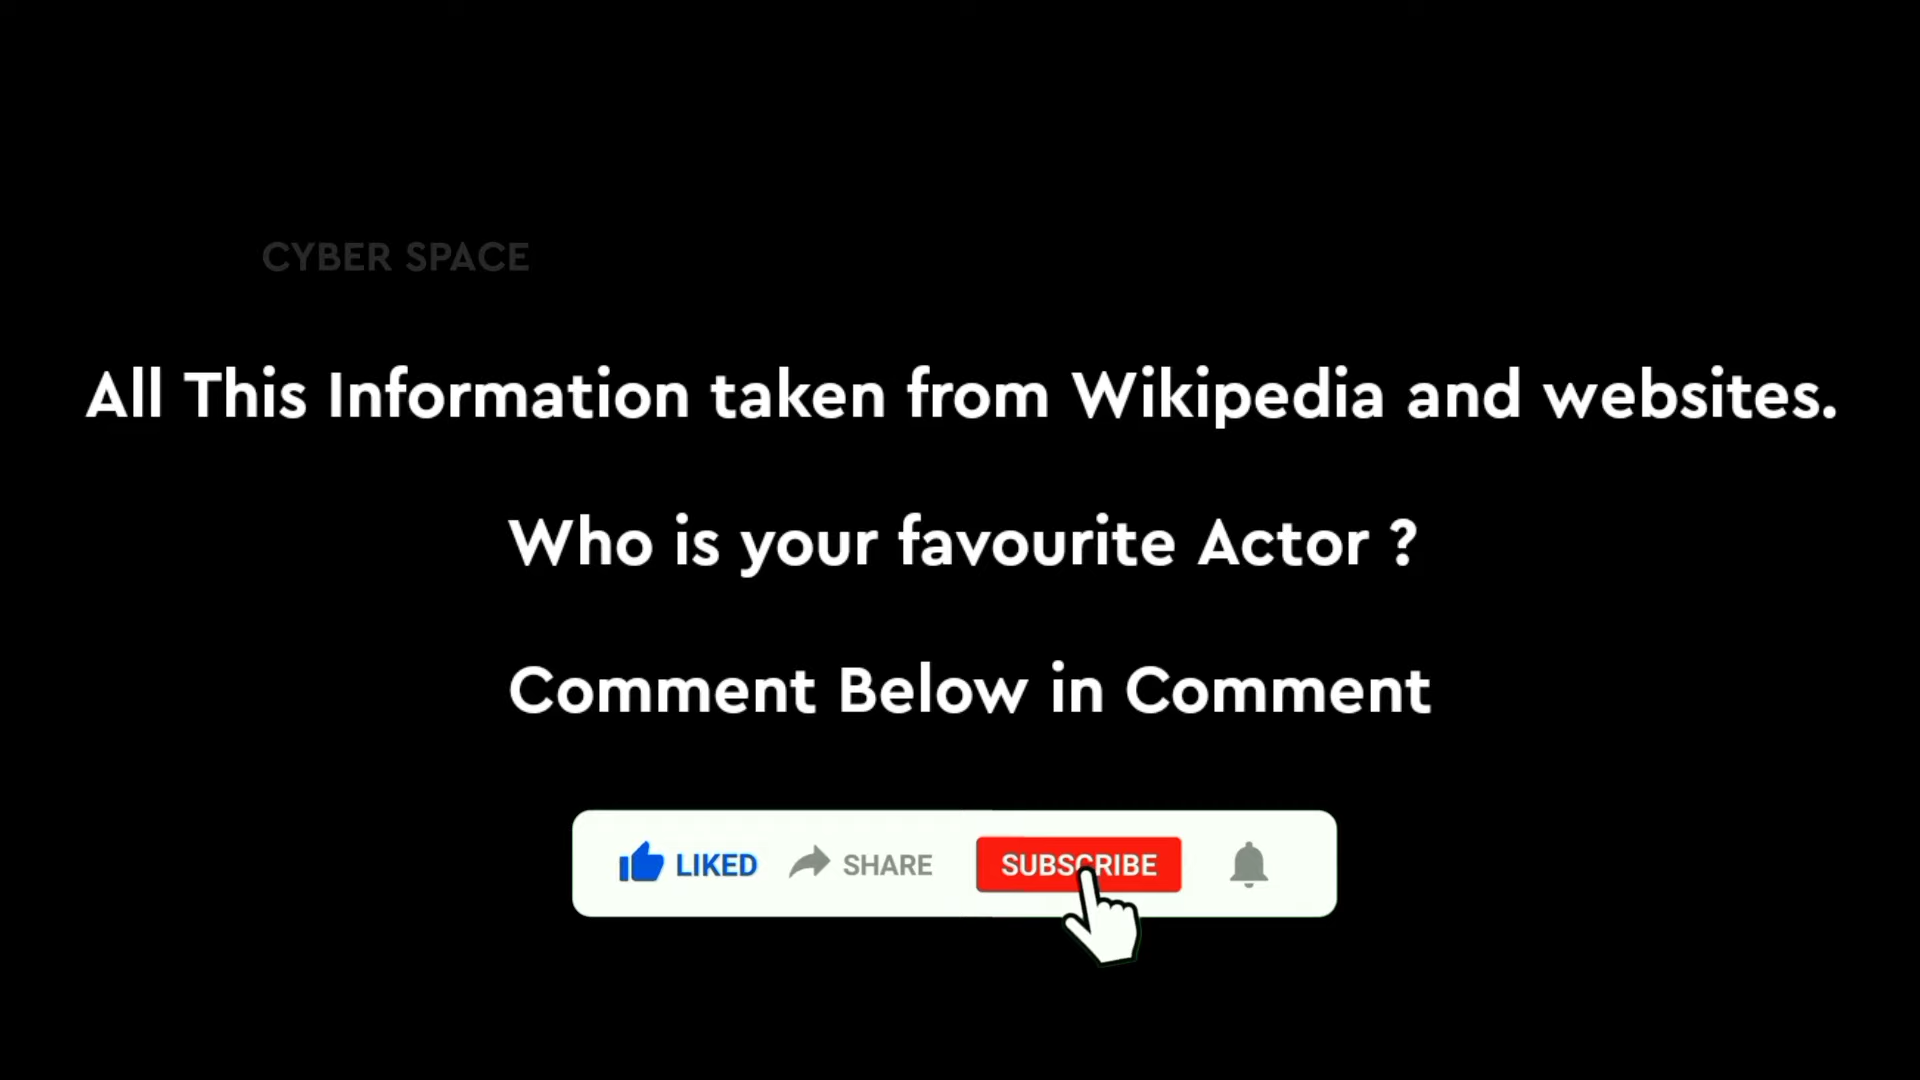 CYBER SPACE
All This Information taken from Wikipedia and websites.
Who is your favourite Actor ?
Comment Below in Comment
LIKED SHARE SUBSCRIBE